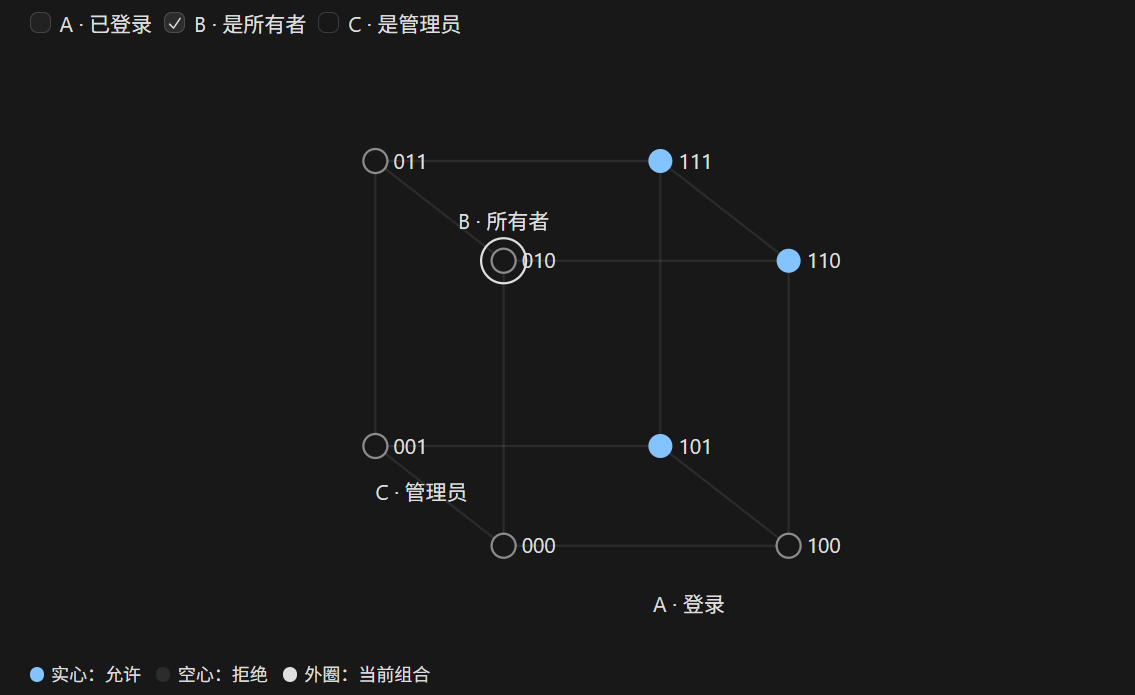 A · 已登录 B · 是所有者 C · 是管理员
011 111
B · 所有者
010 110
001 101
C · 管理员
000 100
A · 登录
实心：允许 空心：拒绝 外圈：当前组合